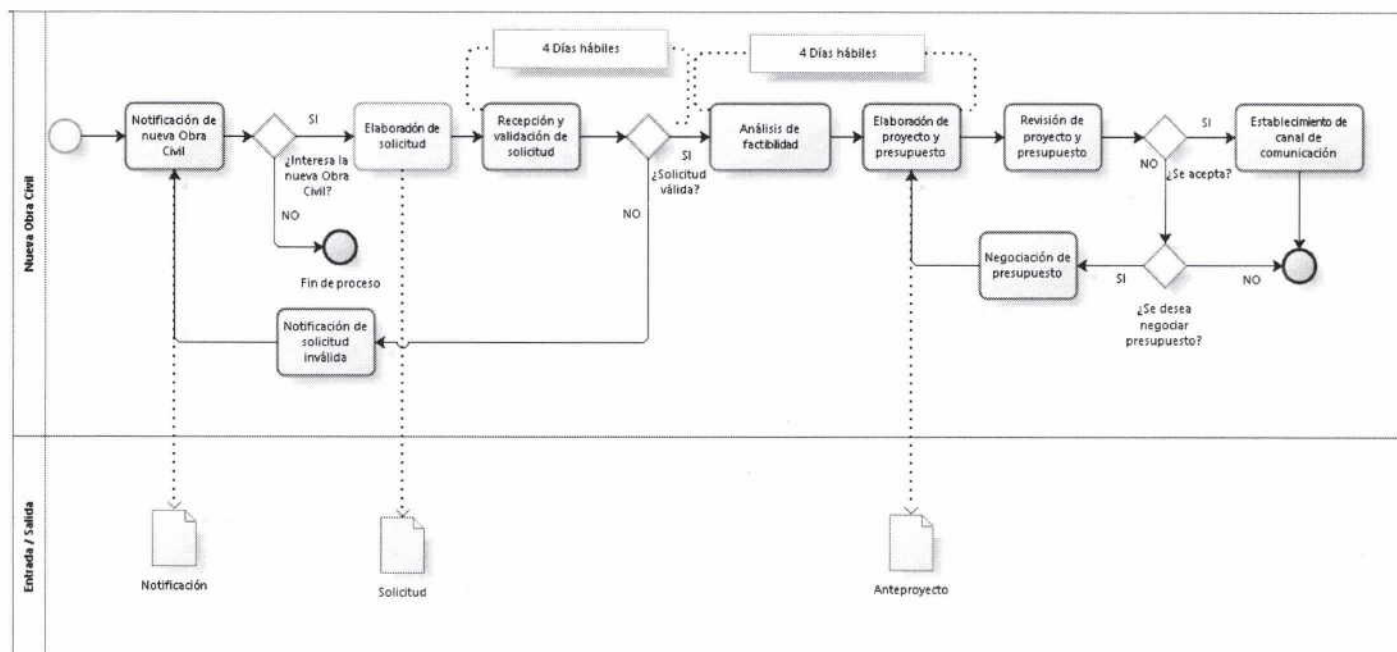 Nueva Obra Civil
4 Días hábiles
4 Días hábiles
Notificación de
nueva Obra
Civil
SI
¿Interesa la
nueva Obra
Civil?
NO
Fin de proceso
Elaboración de
solicitud
Recepción y
validación de
solicitud
SI
¿Solicitud
válida?
NO
Notificación de
solicitud
inválida
Análisis de
factibilidad
Elaboración de
proyecto y
presupuesto
Revisión de
proyecto y
presupuesto
SI
NO
¿Se acepta?
Establecimiento de
canal de
comunicación
Negociación de
presupuesto
SI
NO
¿Se desea
negociar
presupuesto?
Entrada / Salida
Notificación
Solicitud
Anteproyecto